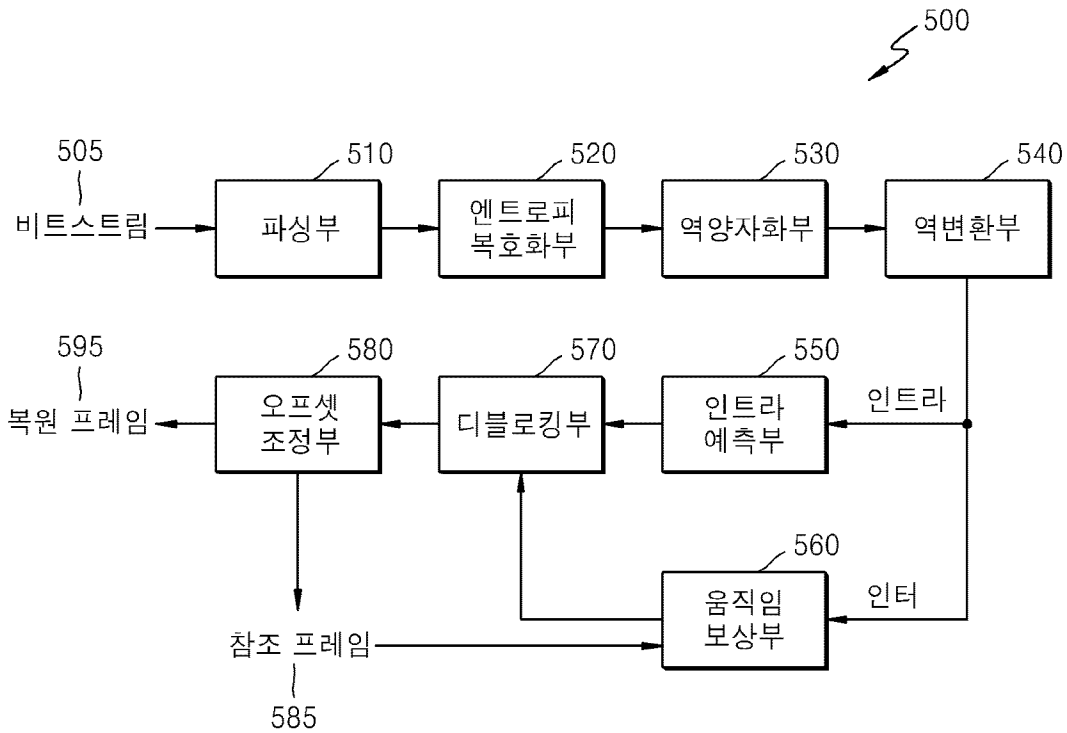 500
505
510
520
530
540
비트스트림
파싱부
엔트로피
복호화부
역양자화부
역변환부
595
580
570
550
복원 프레임
오프셋
조정부
디블로킹부
인트라
예측부
인트라
560
움직임
보상부
인터
참조 프레임
585